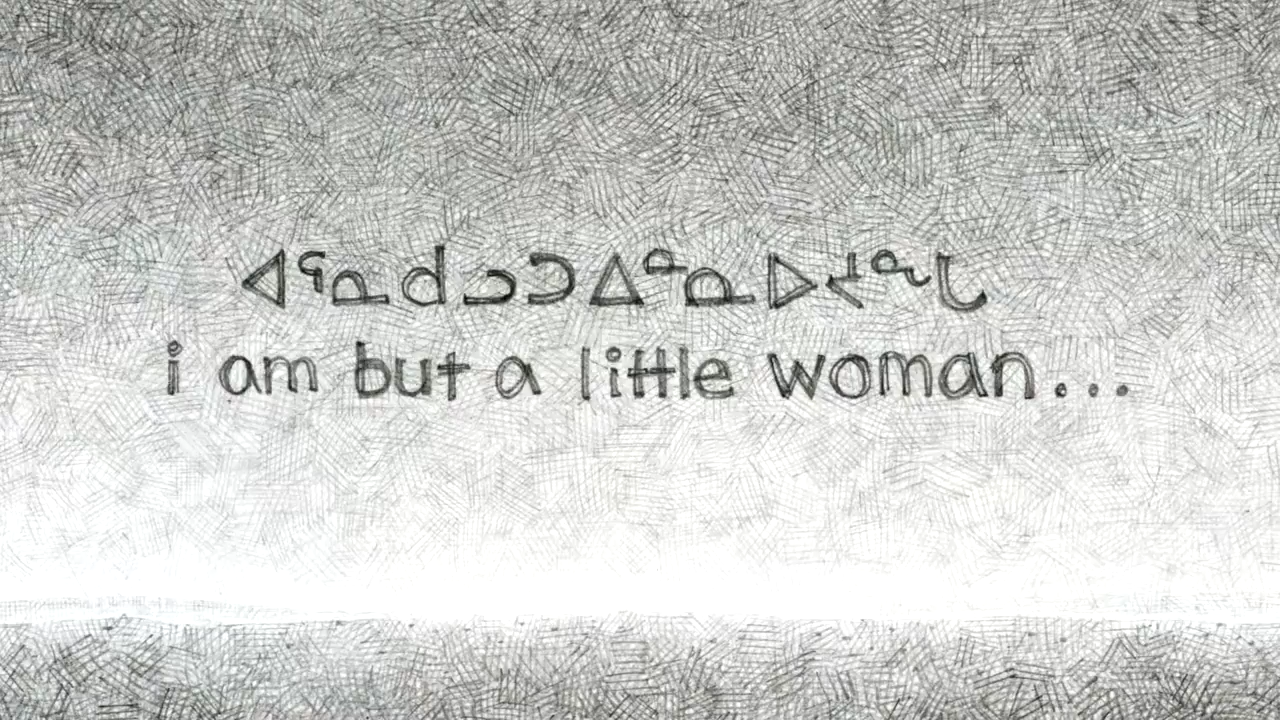 ᐊᕐᓇᑯᓗᑐᐃᓐᓇᐅᔪᖓ
i am but a little woman...